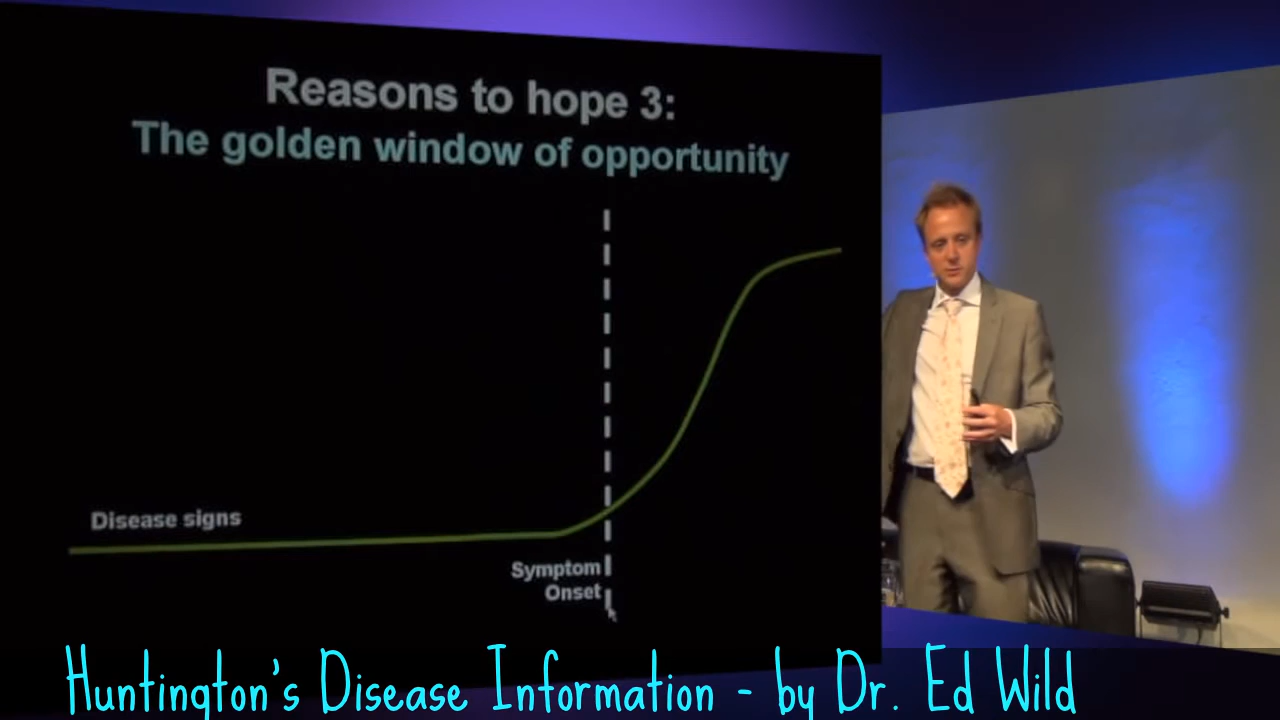 Reasons to hope 3:
The golden window of opportunity
Disease signs
Symptom
Onset
Huntington's Disease Information - by Dr. Ed Wild